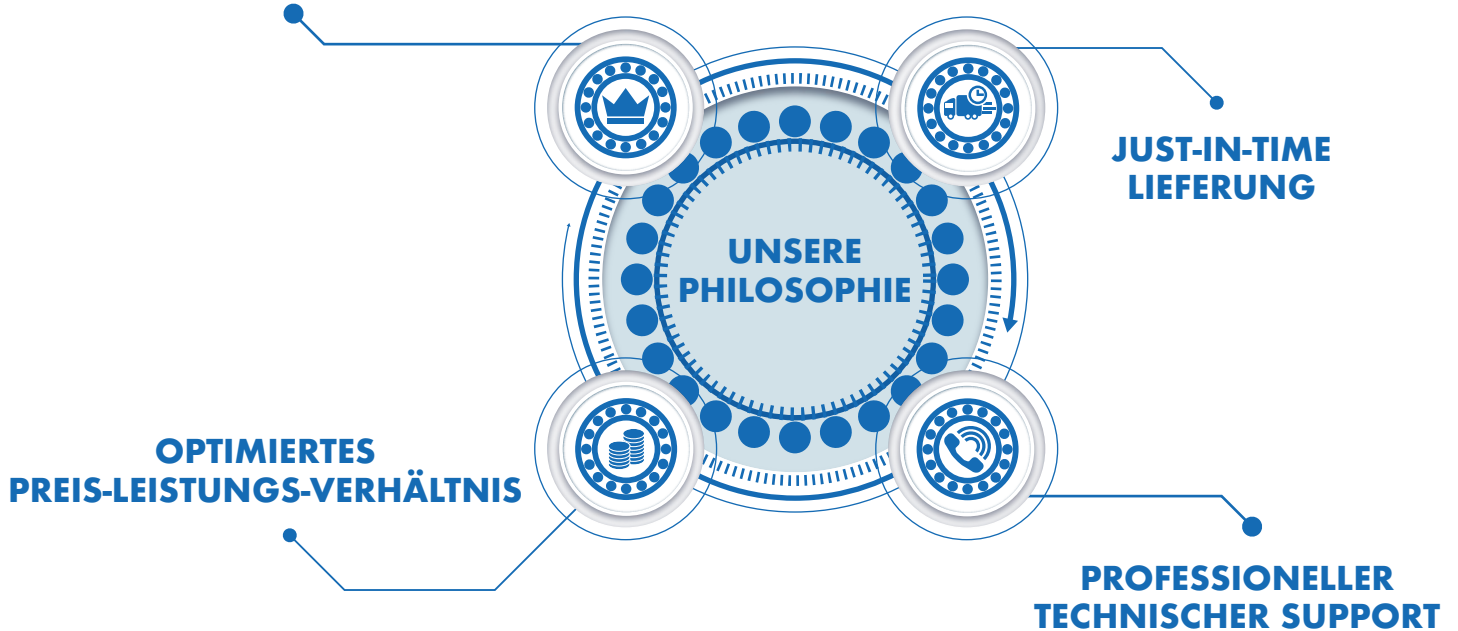 JUST-IN-TIME
LIEFERUNG
UNSERE
PHILOSOPHIE
OPTIMIERTES
PREIS-LEISTUNGS-VERHÄLTNIS
PROFESSIONELLER
TECHNISCHER SUPPORT